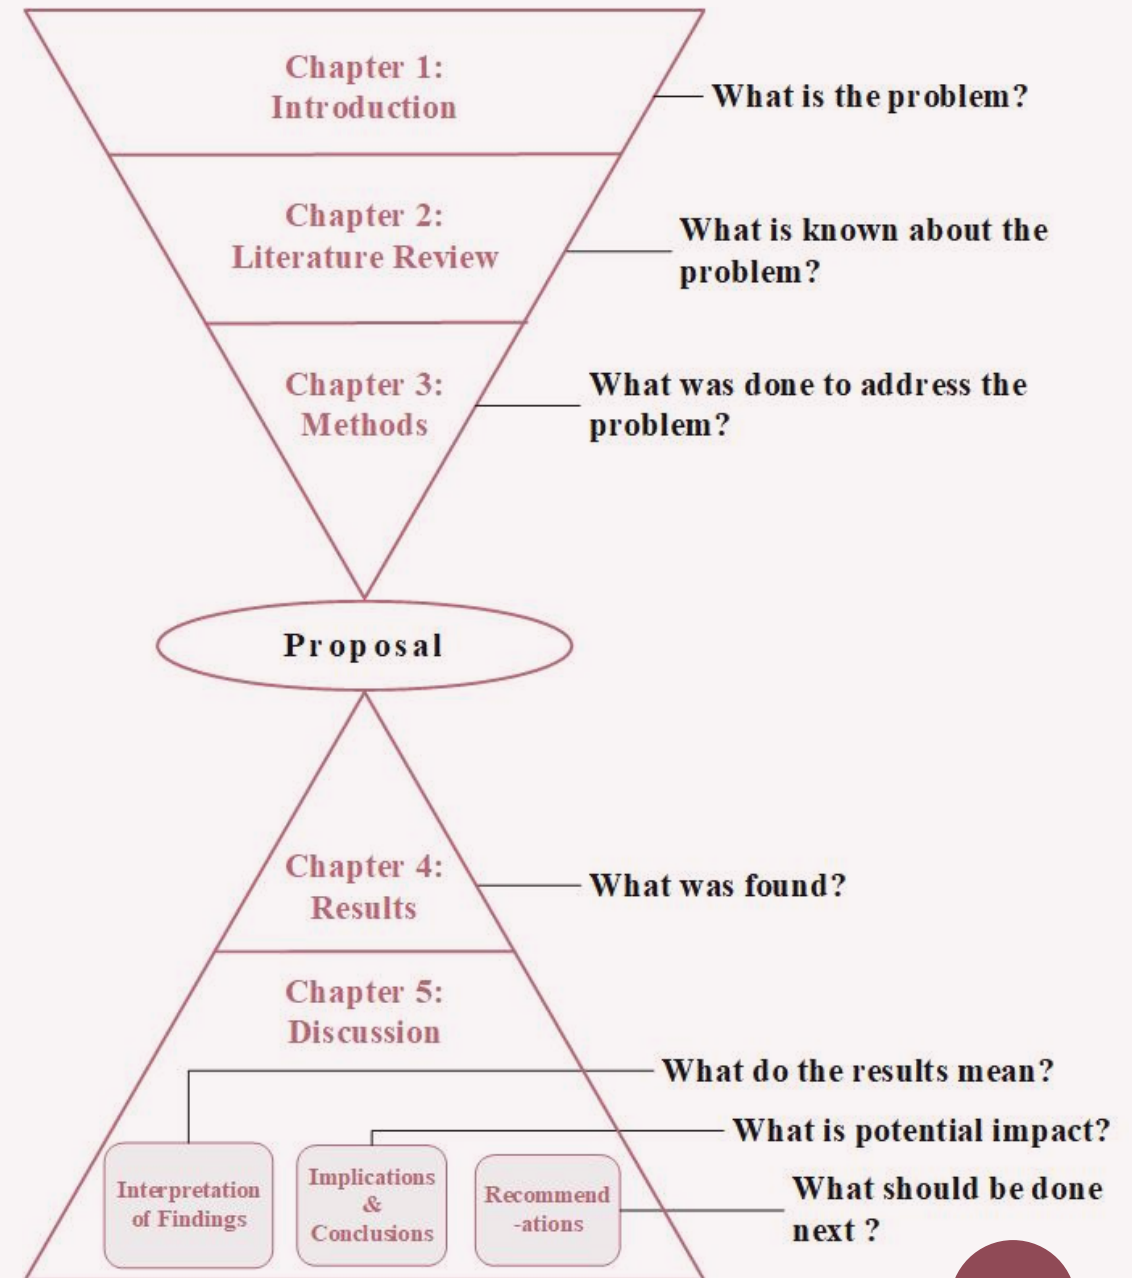 Chapter 1:
Introduction
What is the problem?
Chapter 2:
Literature Review
What is known about the
problem?
Chapter 3:
Methods
What was done to address the
problem?
Proposal
Chapter 4:
Results
What was found?
Chapter 5:
Discussion
What do the results mean?
What is potential impact?
Interpretation
of Findings
Implications
&
Conclusions
Recommend
-ations
What should be done
next ?